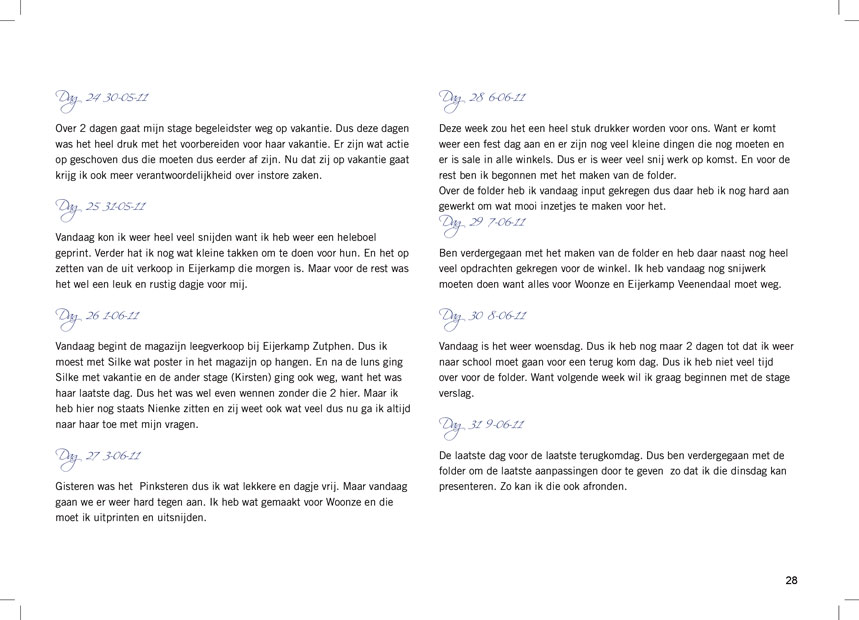 Dag 24 30-05-11
Over 2 dagen gaat mijn stage begeleidster weg op vakantie. Dus deze dagen
was het heel druk met het voorbereiden voor haar vakantie. Er zijn wat actie
op geschoven dus die moeten dus eerder af zijn. Nu dat zij op vakantie gaat
krijg ik ook meer verantwoordelijkheid over instore zaken.
Dag 25 31-05-11
Vandaag kon ik weer heel veel snijden want ik heb weer een heleboel
geprint. Verder hat ik nog wat kleine takken om te doen voor hun. En het op
zetten van de uit verkoop in Eijerkamp die morgen is. Maar voor de rest was
het wel een leuk en rustig dagje voor mij.
Dag 26 1-06-11
Vandaag begint de magazijn leegverkoop bij Eijerkamp Zutphen. Dus ik
moest met Silke wat poster in het magazijn op hangen. En na de luns ging
Silke met vakantie en de ander stage (Kirsten) ging ook weg, want het was
haar laatste dag. Dus het was wel even wennen zonder die 2 hier. Maar ik
heb hier nog staats Nienke zitten en zij weet ook wat veel dus nu ga ik altijd
naar haar toe met mijn vragen.
Dag 27 3-06-11
Gisteren was het  Pinksteren dus ik wat lekkere en dagje vrij. Maar vandaag
gaan we er weer hard tegen aan. Ik heb wat gemaakt voor Woonze en die
moet ik uitprinten en uitsnijden.
Dag 28 6-06-11
Deze week zou het een heel stuk drukker worden voor ons. Want er komt
weer een fest dag aan en er zijn nog veel kleine dingen die nog moeten en
er is sale in alle winkels. Dus er is weer veel snij werk op komst. En voor de
rest ben ik begonnen met het maken van de folder.
Over de folder heb ik vandaag input gekregen dus daar heb ik nog hard aan
gewerkt om wat mooi inzetjes te maken voor het.
Dag 29 7-06-11
Ben verdergegaan met het maken van de folder en heb daar naast nog heel
veel opdrachten gekregen voor de winkel. Ik heb vandaag nog snijwerk
moeten doen want alles voor Woonze en Eijerkamp Veenendaal moet weg.
Dag 30 8-06-11
Vandaag is het weer woensdag. Dus ik heb nog maar 2 dagen tot dat ik weer
naar school moet gaan voor een terug kom dag. Dus ik heb niet veel tijd
over voor de folder. Want volgende week wil ik graag beginnen met de stage
verslag.
Dag 31 9-06-11
De laatste dag voor de laatste terugkomdag. Dus ben verdergegaan met de
folder om de laatste aanpassingen door te geven  zo dat ik die dinsdag kan
presenteren. Zo kan ik die ook afronden.
28